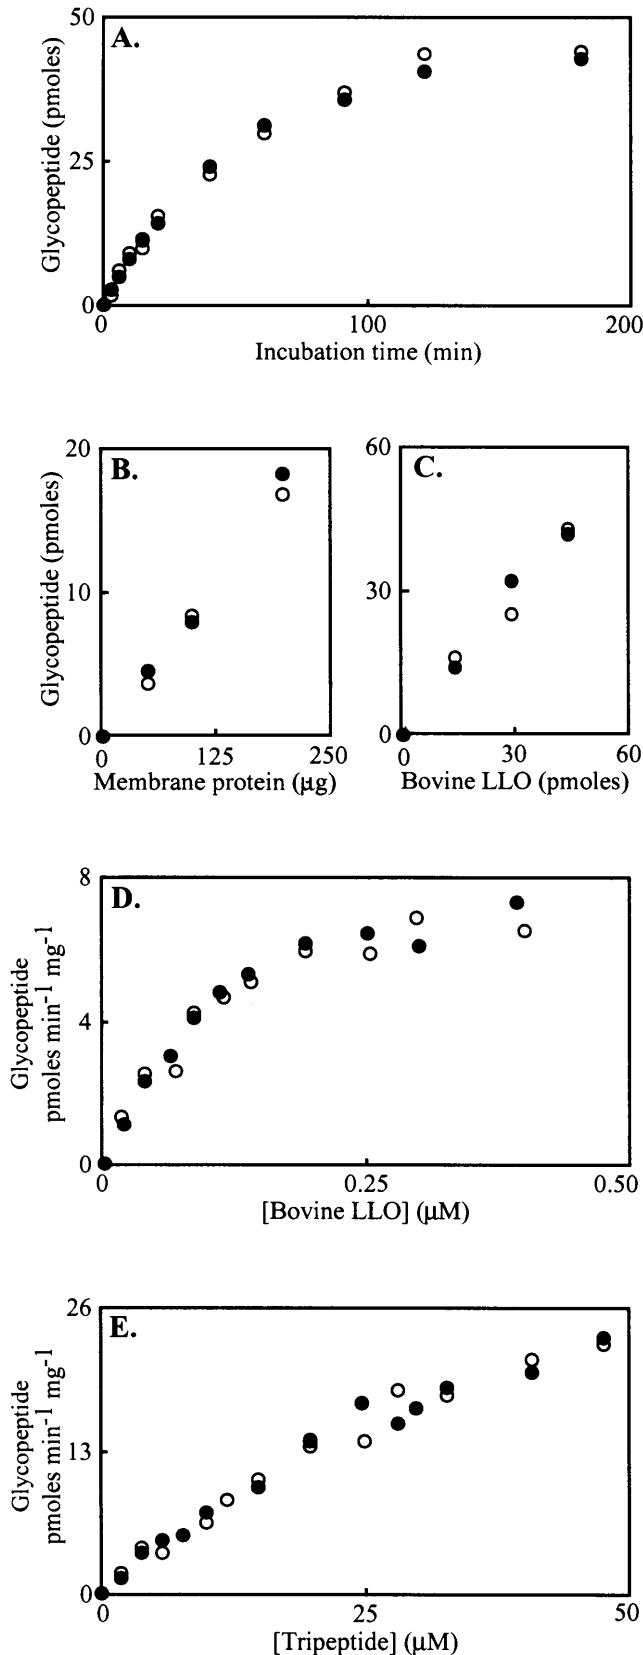 A.
50
25
0
Glycopeptide (pmoles)
0 100 200
Incubation time (min)
B.
20
10
0
Glycopeptide (pmoles)
0 125 250
Membrane protein (μg)
C.
60
30
0
0 30 60
Bovine LLO (pmoles)
D.
8
4
0
Glycopeptide
pmoles min-1 mg-1
0 0.25 0.50
[Bovine LLO] (μM)
E.
26
13
0
Glycopeptide
pmoles min-1 mg-1
0 25 50
[Tripeptide] (μM)